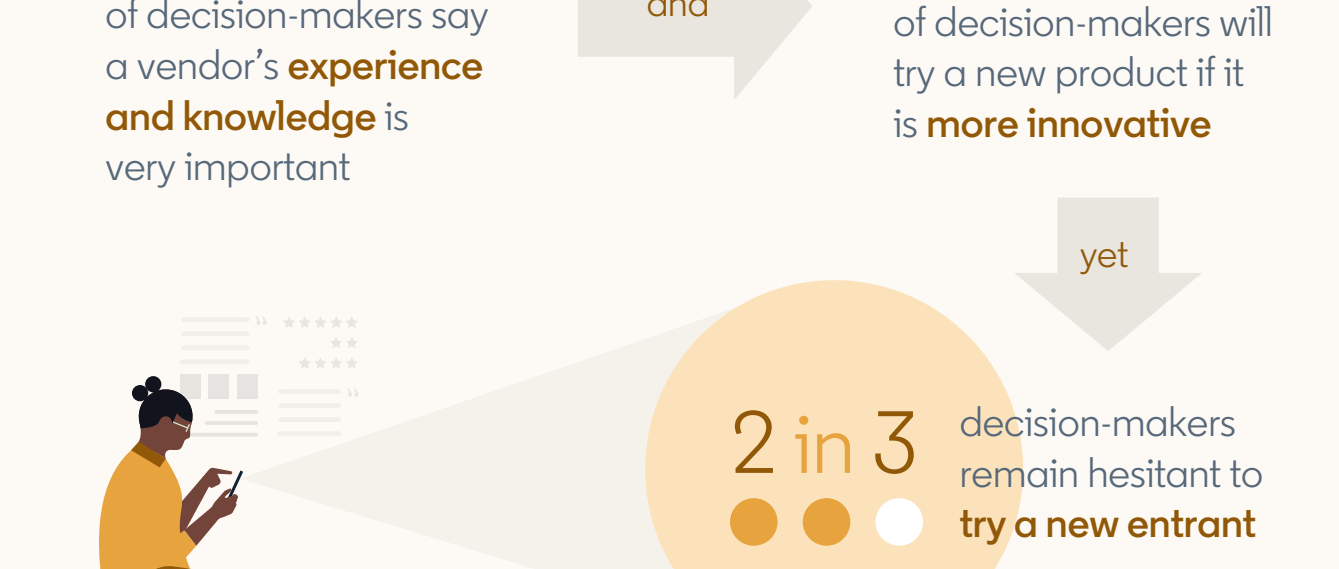 of decision-makers say
a vendor's experience
and knowledge is
very important
and
of decision-makers will
try a new product if it
is more innovative
yet
2 in 3
decision-makers
remain hesitant to
try a new entrant